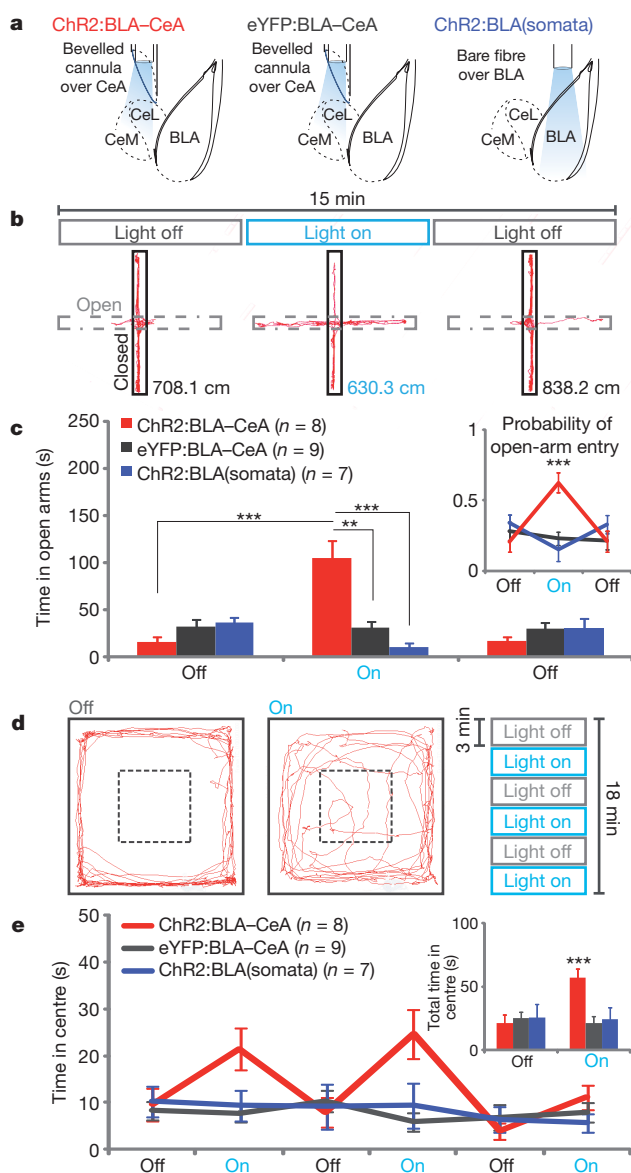 a
ChR2:BLA–CeA
eYFP:BLA–CeA
ChR2:BLA(somata)
Bevelled
cannula
over CeA
Bevelled
cannula
over CeA
Bare fibre
over BLA
CeL
CeM
BLA
CeL
CeM
BLA
CeL
CeM
BLA
b
15 min
Light off
Light on
Light off
Open
Closed
708.1 cm
630.3 cm
838.2 cm
c
Time in open arms (s)
250
200
150
100
50
0
ChR2:BLA–CeA (n = 8)
eYFP:BLA–CeA (n = 9)
ChR2:BLA(somata) (n = 7)
***
***
**
Off
On
Off
Probability of
open-arm entry
***
1
0.5
0
Off
On
Off
d
Off
On
3 min
Light off
Light on
Light off
Light on
Light off
Light on
18 min
e
Time in centre (s)
50
40
30
20
10
0
ChR2:BLA–CeA (n = 8)
eYFP:BLA–CeA (n = 9)
ChR2:BLA(somata) (n = 7)
Total time in
centre (s)
100
50
0
***
Off
On
Off
On
Off
On
Off
On